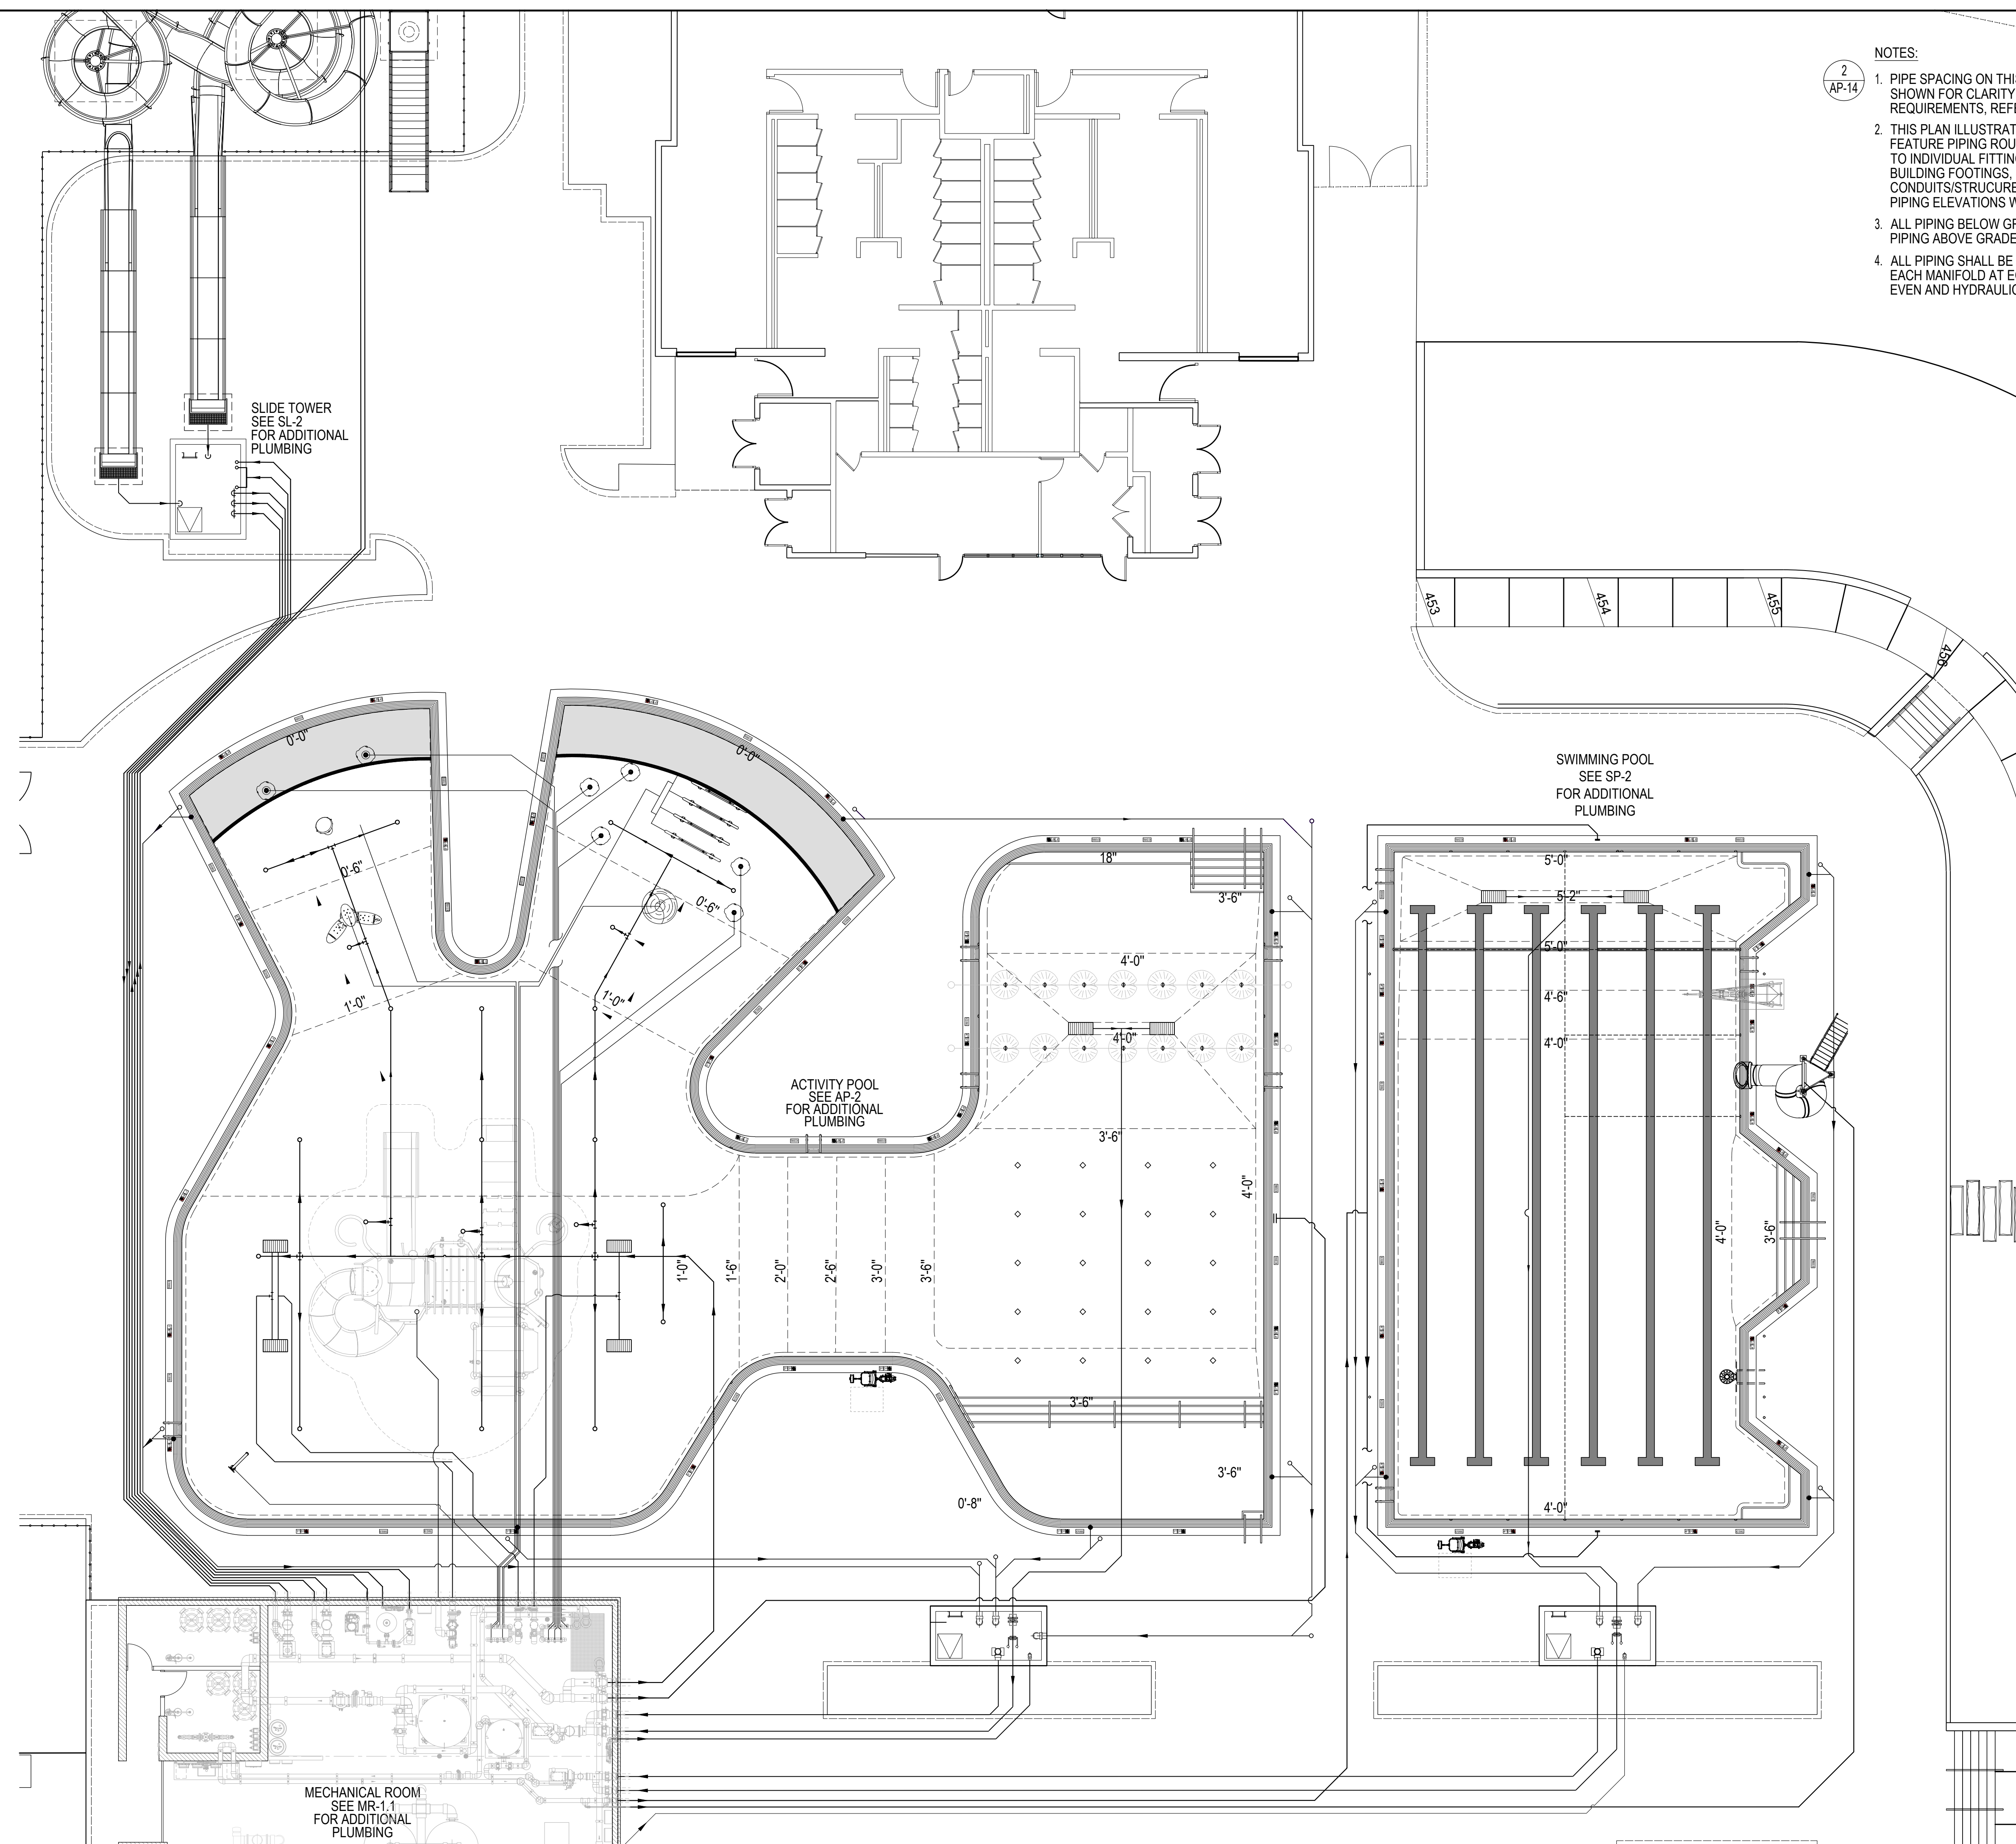 NOTES:
2
AP-14
1. PIPE SPACING ON THIS
SHOWN FOR CLARITY
REQUIREMENTS, REFE
2. THIS PLAN ILLUSTRAT
FEATURE PIPING ROU
TO INDIVIDUAL FITTING
BUILDING FOOTINGS,
CONDUITS/STRUCURE
PIPING ELEVATIONS W
3. ALL PIPING BELOW GR
PIPING ABOVE GRADE
4. ALL PIPING SHALL BE
EACH MANIFOLD AT EQ
EVEN AND HYDRAULIC
SLIDE TOWER
SEE SL-2
FOR ADDITIONAL
PLUMBING
453
454
455
456
SWIMMING POOL
SEE SP-2
FOR ADDITIONAL
PLUMBING
0'-0"
0'-0"
0'-6"
0'-6"
1'-0"
1'-0"
18"
3'-6"
4'-0"
4'-0"
3'-6"
4'-0"
ACTIVITY POOL
SEE AP-2
FOR ADDITIONAL
PLUMBING
1'-0"
1'-6"
2'-0"
2'-6"
3'-0"
3'-6"
3'-6"
3'-6"
0'-8"
5'-0"
5'-2"
5'-0"
4'-6"
4'-0"
4'-0"
3'-6"
4'-0"
MECHANICAL ROOM
SEE MR-1.1
FOR ADDITIONAL
PLUMBING